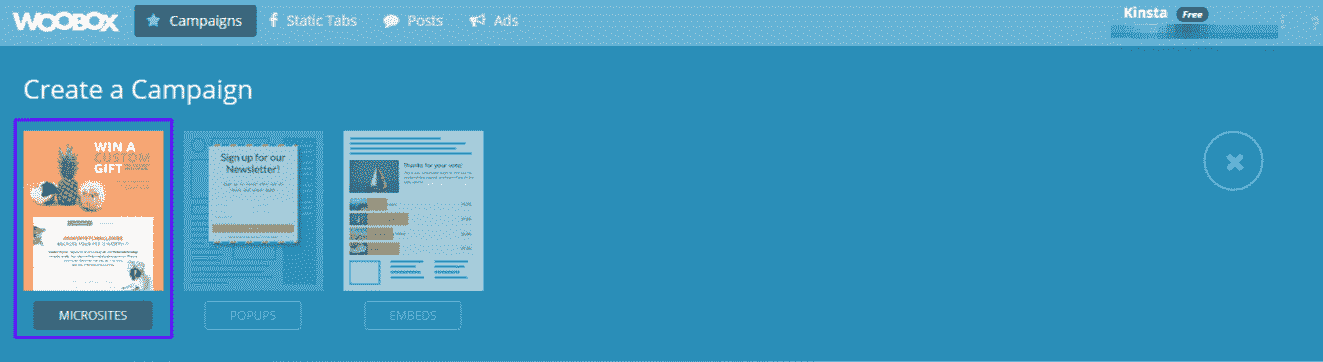 WOOBOX
Campaigns
Static Tabs
Posts
Ads
Kinsta
Free
Create a Campaign
WIN A
CUSTOM
GIFT
Sign up for our
Newsletter!
Thanks for your vote!
MICROSITES
POPUPS
EMBEDS